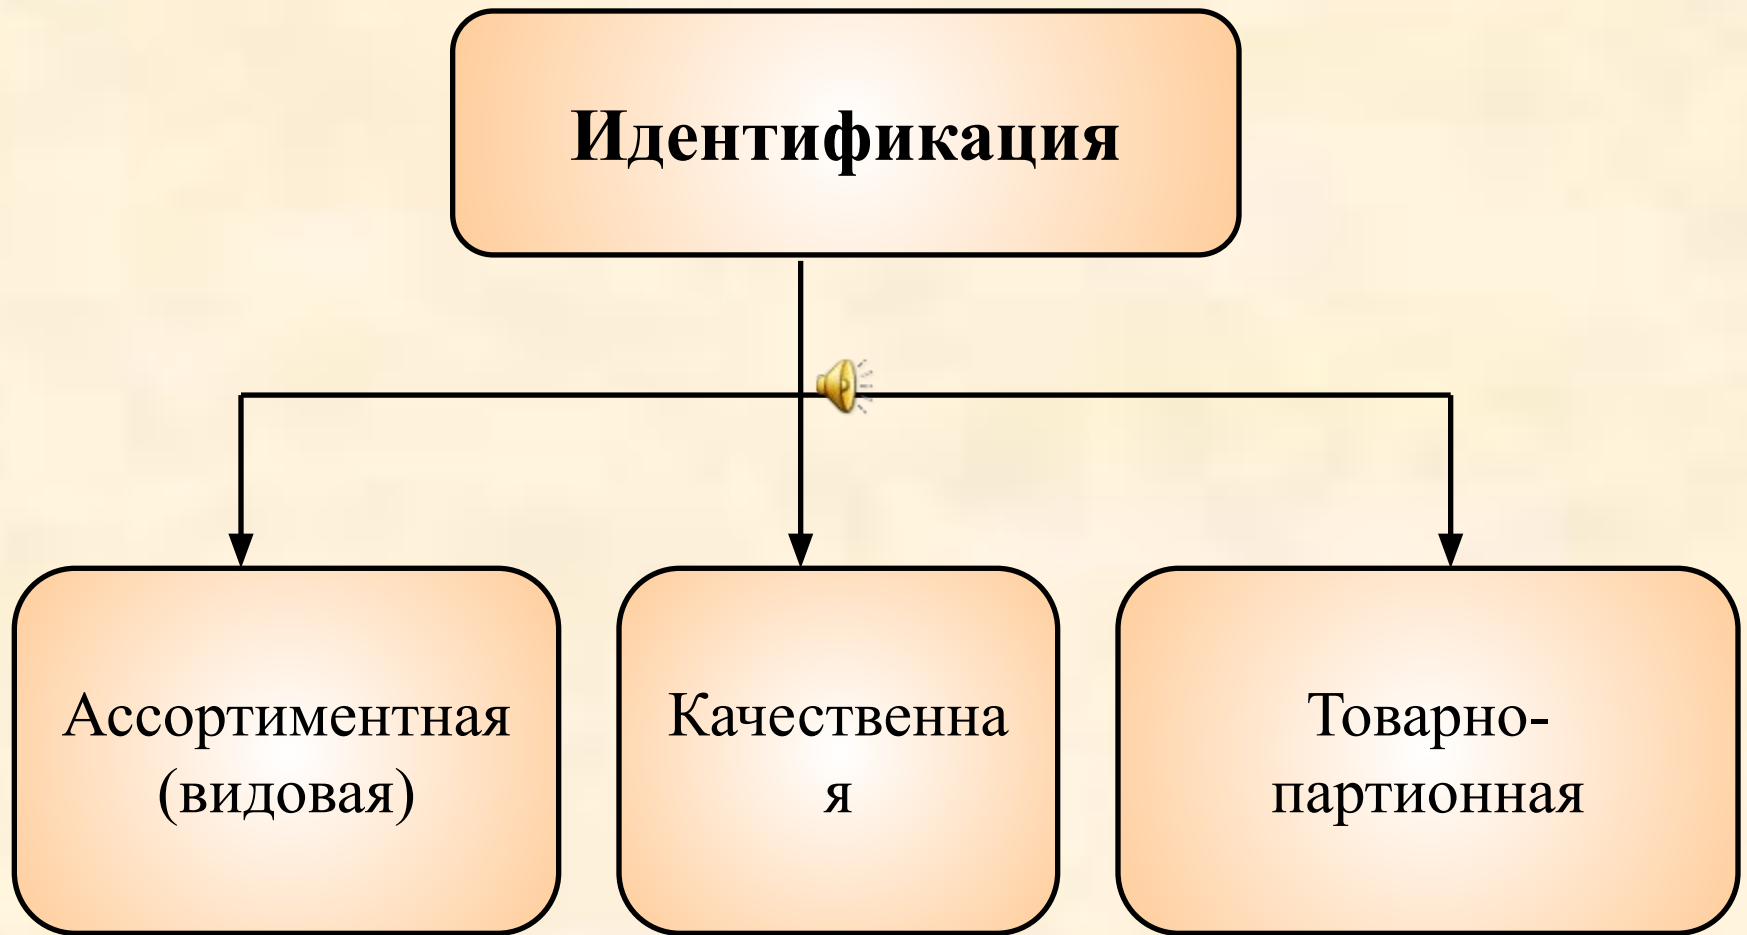 Идентификация
Ассортиментная
(видовая)
Качественна
я
Товарно-
партионная